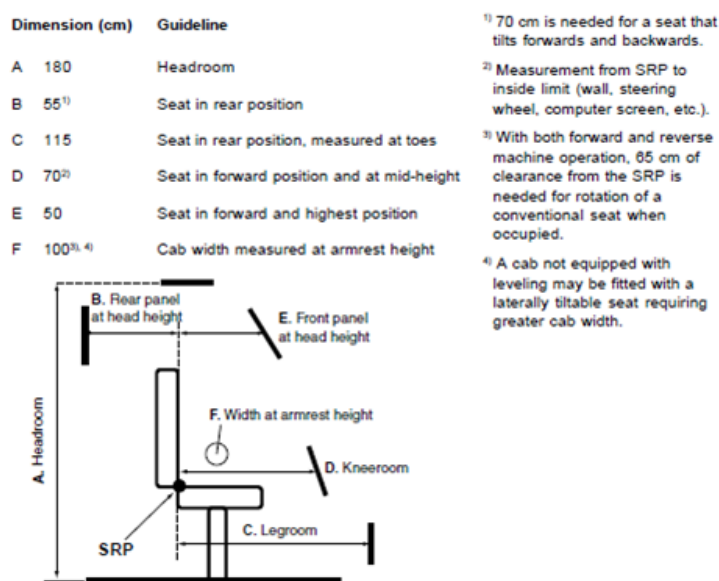 Dimension (cm) Guideline
A 180 Headroom
B 55¹⁾ Seat in rear position
C 115 Seat in rear position, measured at toes
D 70²⁾ Seat in forward position and at mid-height
E 50 Seat in forward and highest position
F 100³⁾, ⁴⁾ Cab width measured at armrest height
¹⁾ 70 cm is needed for a seat that
tilts forwards and backwards.
²⁾ Measurement from SRP to
inside limit (wall, steering
wheel, computer screen, etc.).
³⁾ With both forward and reverse
machine operation, 65 cm of
clearance from the SRP is
needed for rotation of a
conventional seat when
occupied.
⁴⁾ A cab not equipped with
leveling may be fitted with a
laterally tiltable seat requiring
greater cab width.
B. Rear panel
at head height
E. Front panel
at head height
A. Headroom
F. Width at armrest height
D. Kneeroom
C. Legroom
SRP